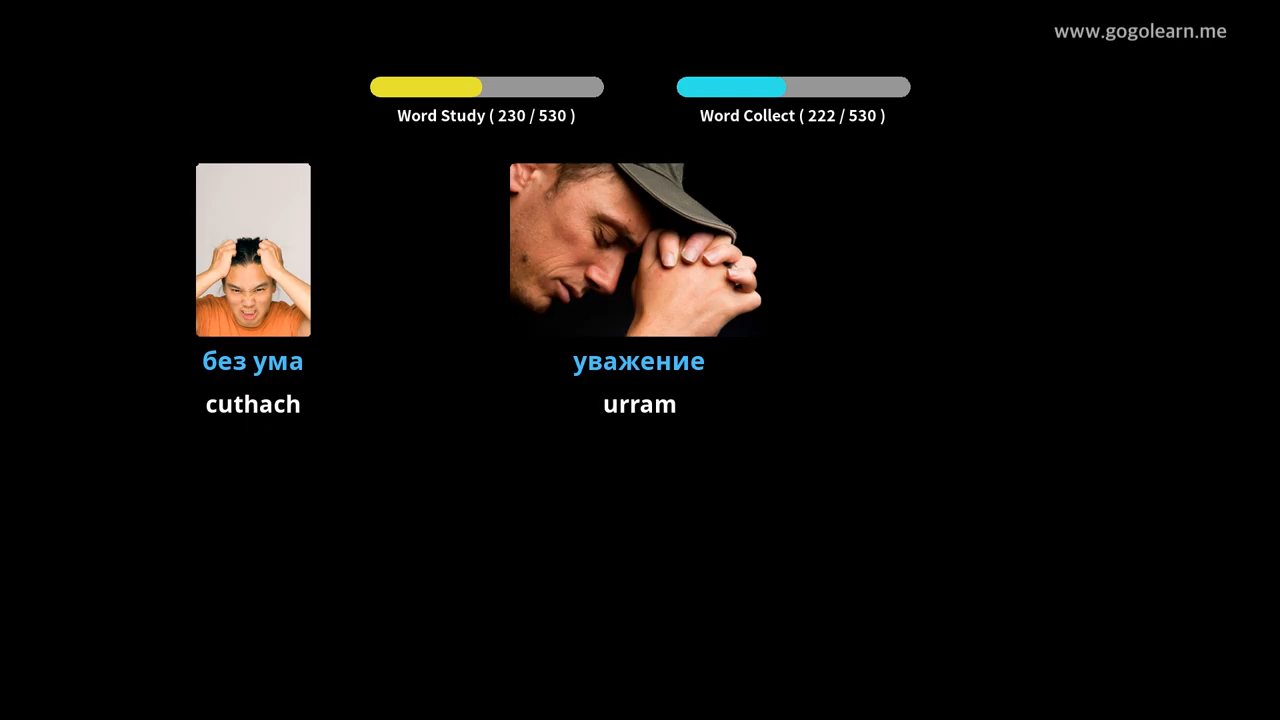 www.gogolearn.me
Word Study ( 230 / 530 )
Word Collect ( 222 / 530 )
без ума
уважение
cuthach
urram